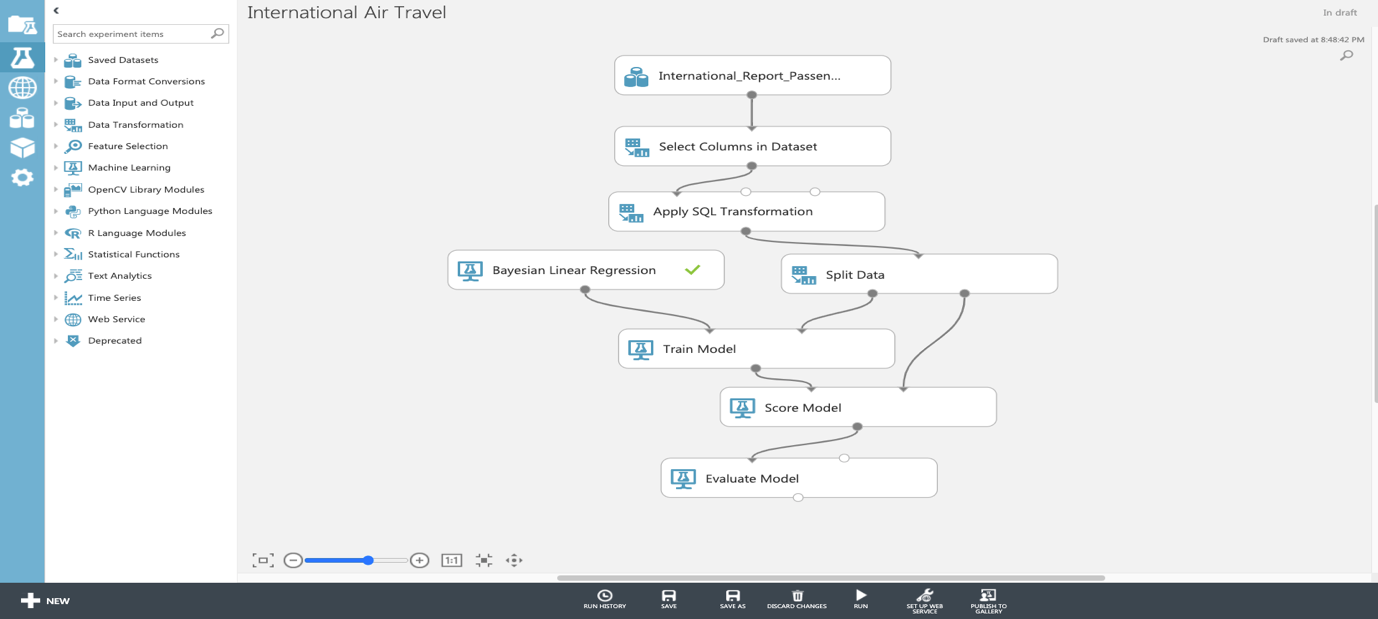 International Air Travel
In draft
Draft saved at 8:48:42 PM
Search experiment items
Saved Datasets
Data Format Conversions
Data Input and Output
Data Transformation
Feature Selection
Machine Learning
OpenCV Library Modules
Python Language Modules
R Language Modules
Statistical Functions
Text Analytics
Time Series
Web Service
Deprecated
International_Report_Passen...
Select Columns in Dataset
Apply SQL Transformation
Bayesian Linear Regression
Split Data
Train Model
Score Model
Evaluate Model
1:1
NEW
RUN HISTORY
SAVE
SAVE AS
DISCARD CHANGES
RUN
SET UP WEB
SERVICE
PUBLISH TO
GALLERY